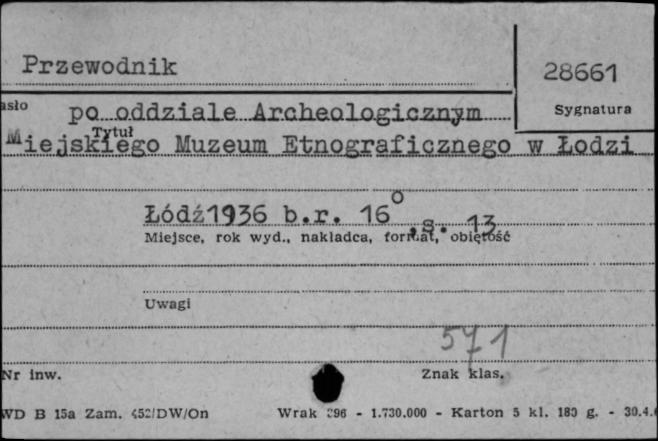 Przewodnik
28661
asło
po oddziale Archeologicznym
Sygnatura
Tytuł
Miejskiego Muzeum Etnograficznego w Łodzi
Łódź1936 b.r. 16° .s. 13
Miejsce, rok wyd., nakładca, format, objętość
Uwagi
571
Nr inw.
Znak klas.
WD B 15a Zam. 452/DW/On Wrak 396 - 1.730.000 - Karton 5 kl. 180 g. - 30.4.